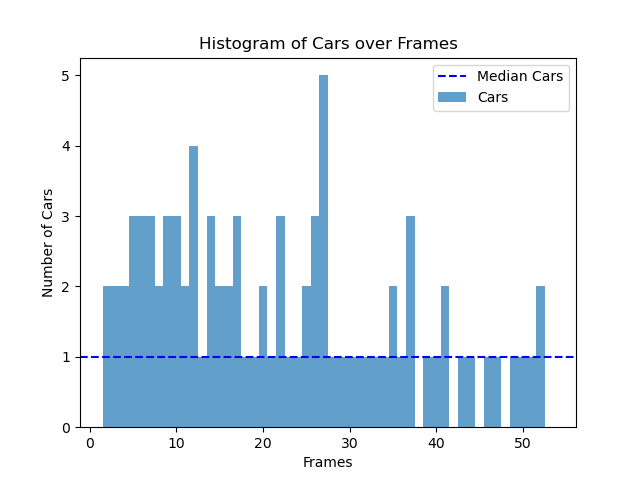 Histogram of Cars over Frames
Median Cars
Cars
Number of Cars
5
4
3
2
1
0
0 10 20 30 40 50
Frames